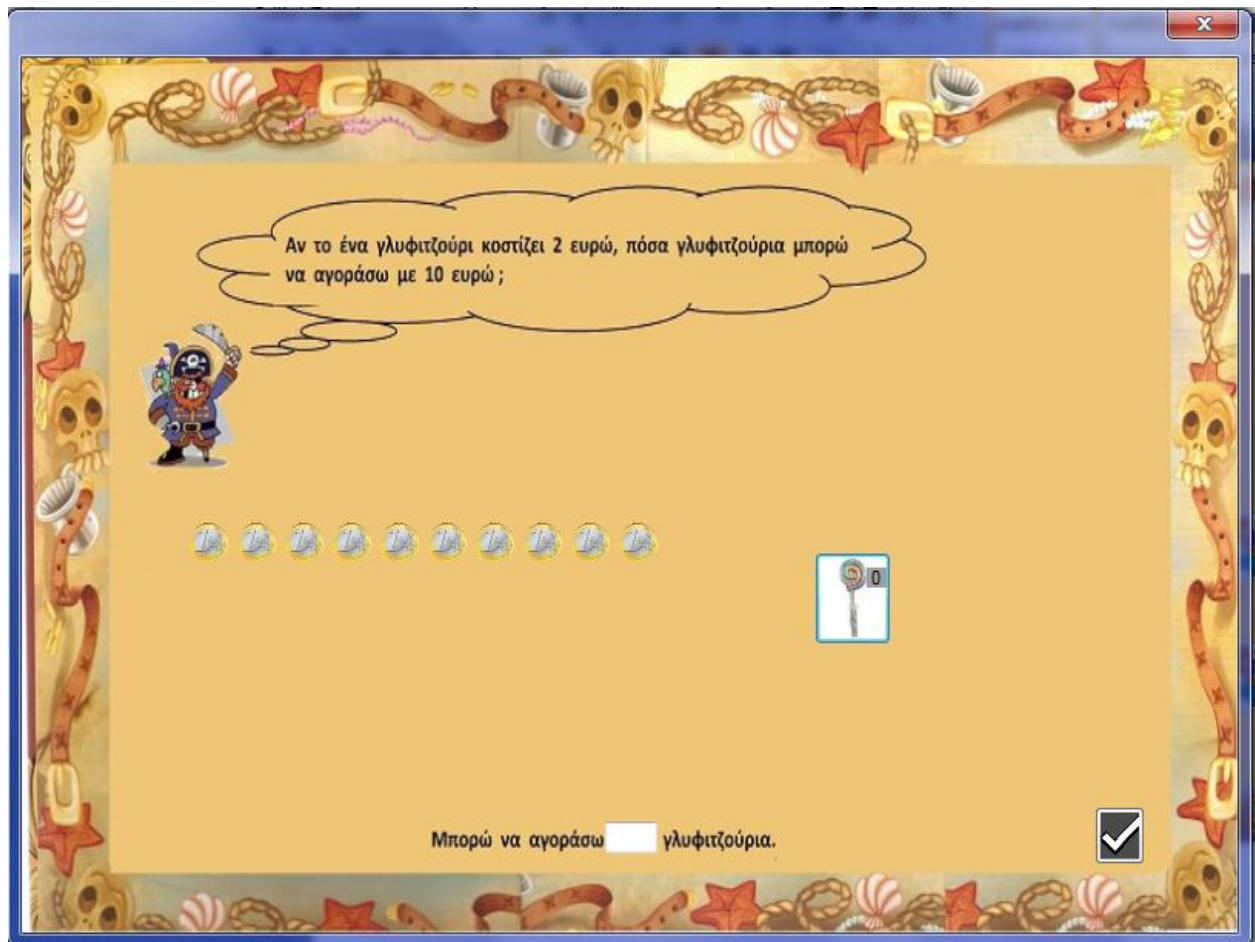 Αν το ένα γλυφιτζούρι κοστίζει 2 ευρώ, πόσα γλυφιτζούρια μπορώ
να αγοράσω με 10 ευρώ ;
0
Μπορώ να αγοράσω γλυφιτζούρια.